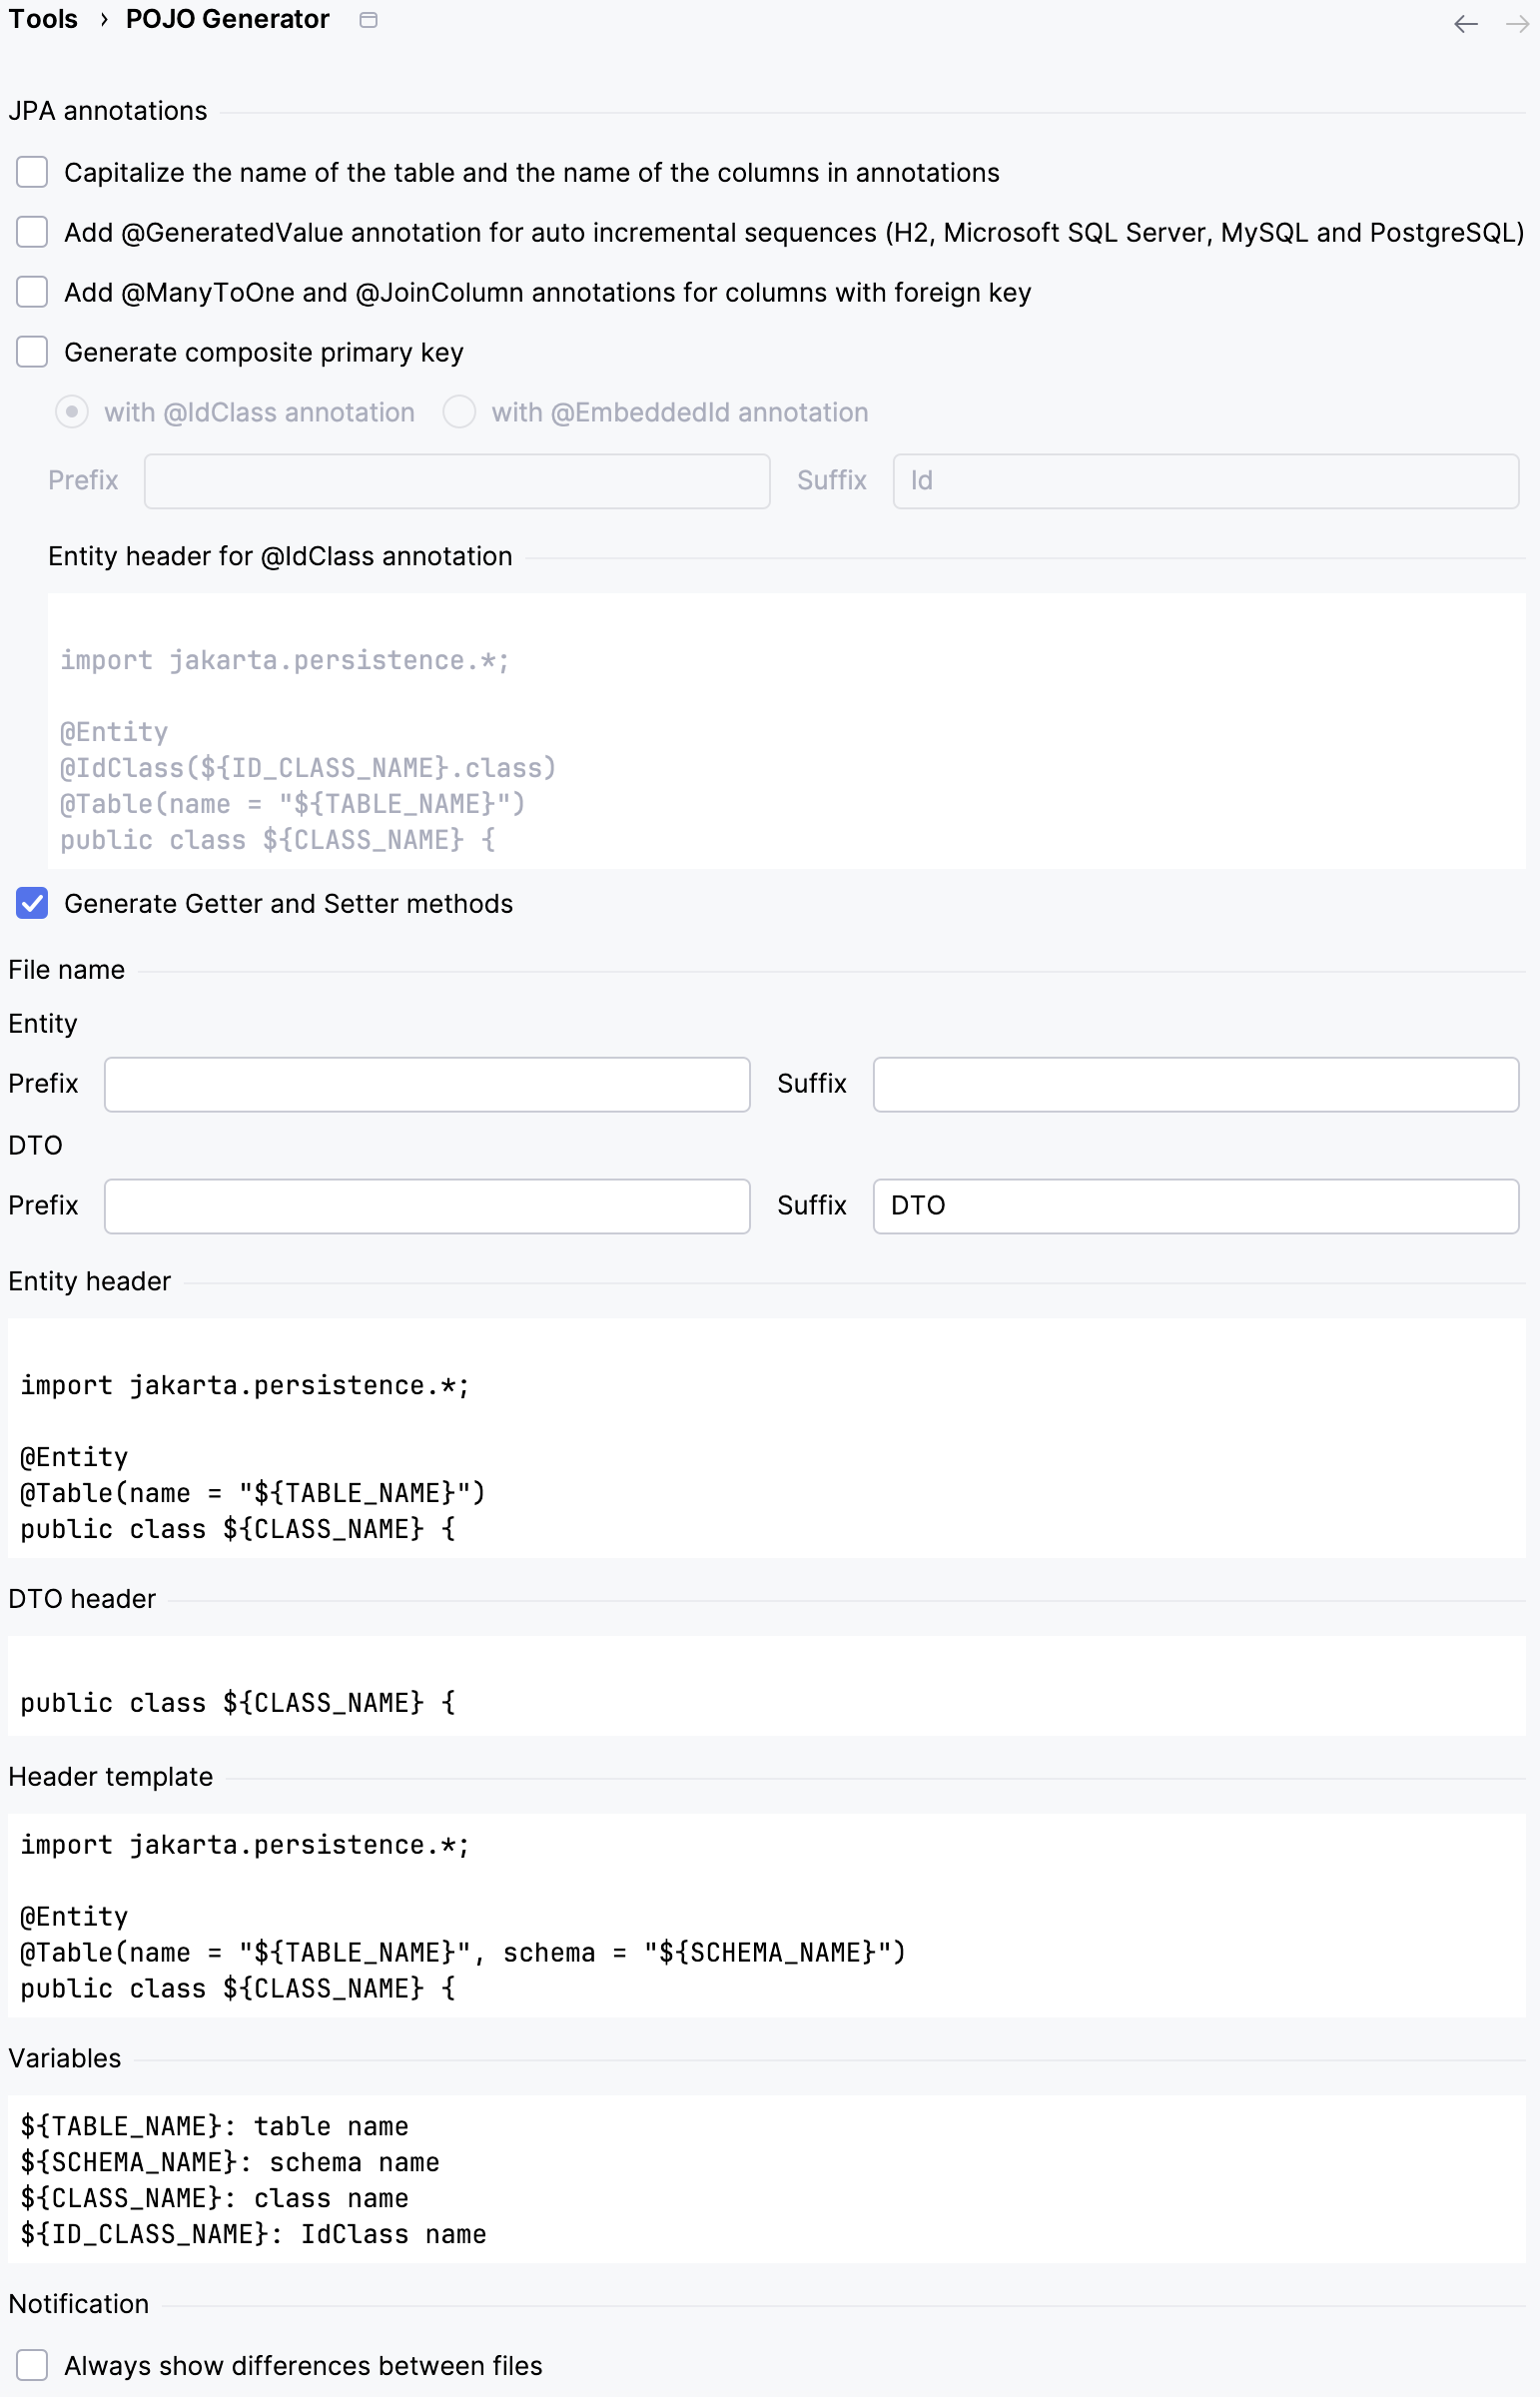 Tools › POJO Generator
JPA annotations
Capitalize the name of the table and the name of the columns in annotations
Add @GeneratedValue annotation for auto incremental sequences (H2, Microsoft SQL Server, MySQL and PostgreSQL)
Add @ManyToOne and @JoinColumn annotations for columns with foreign key
Generate composite primary key
with @IdClass annotation with @EmbeddedId annotation
Prefix Suffix Id
Entity header for @IdClass annotation
import jakarta.persistence.*;
@Entity
@IdClass(${ID_CLASS_NAME}.class)
@Table(name = "${TABLE_NAME}")
public class ${CLASS_NAME} {
Generate Getter and Setter methods
File name
Entity
Prefix Suffix
DTO
Prefix Suffix DTO
Entity header
import jakarta.persistence.*;
@Entity
@Table(name = "${TABLE_NAME}")
public class ${CLASS_NAME} {
DTO header
public class ${CLASS_NAME} {
Header template
import jakarta.persistence.*;
@Entity
@Table(name = "${TABLE_NAME}", schema = "${SCHEMA_NAME}")
public class ${CLASS_NAME} {
Variables
${TABLE_NAME}: table name
${SCHEMA_NAME}: schema name
${CLASS_NAME}: class name
${ID_CLASS_NAME}: IdClass name
Notification
Always show differences between files